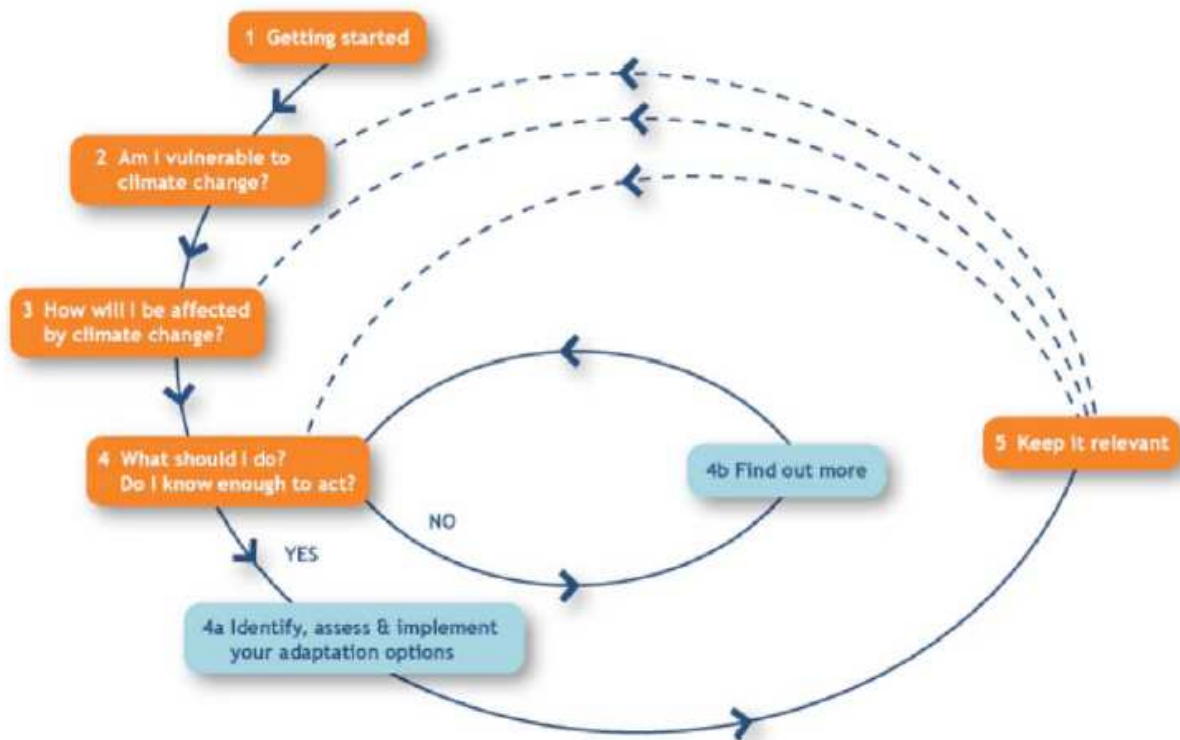 1 Getting started
2 Am I vulnerable to
climate change?
3 How will I be affected
by climate change?
4 What should I do?
Do I know enough to act?
4b Find out more
5 Keep it relevant
NO
YES
4a Identify, assess & implement
your adaptation options